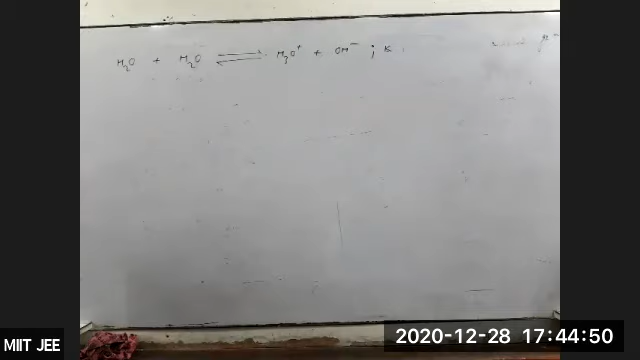 H₂O + H₂O ⇌ H₃O⁺ + OH⁻ ; K
MIIT JEE
2020-12-28 17:44:50